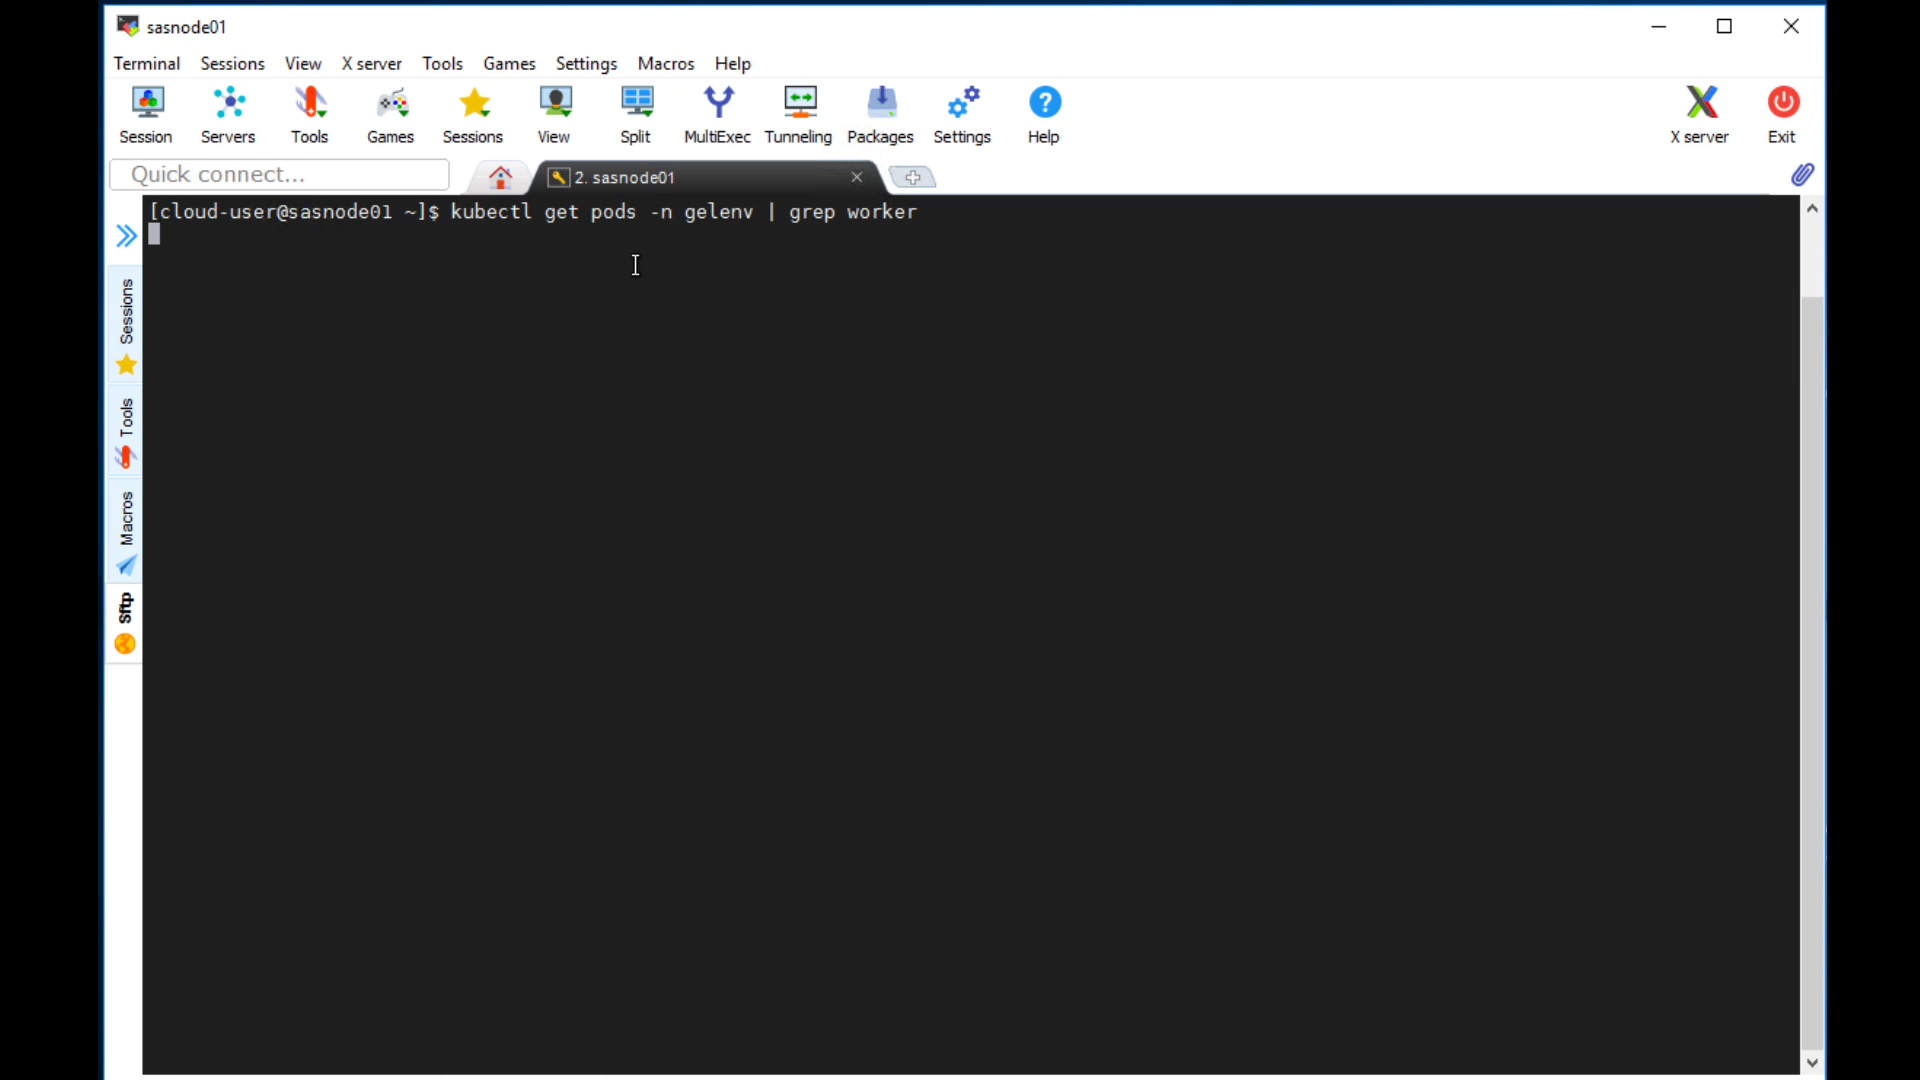 sasnode01
Terminal Sessions View X server Tools Games Settings Macros Help
Session Servers Tools Games Sessions View Split MultiExec Tunneling Packages Settings Help X server Exit
Quick connect...
2. sasnode01
[cloud-user@sasnode01 ~]$ kubectl get pods -n gelenv | grep worker
Sessions
Tools
Macros
Sftp